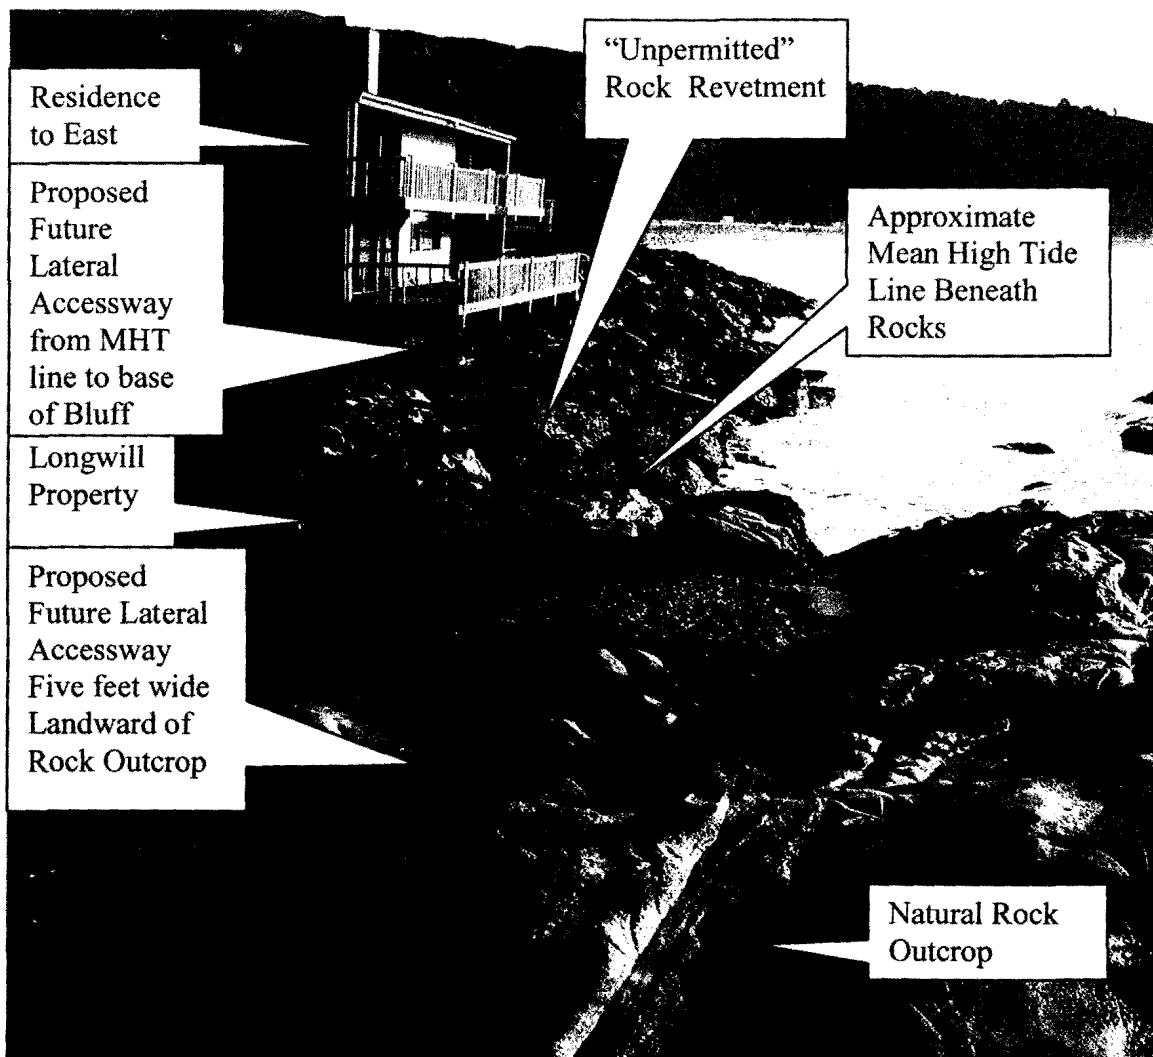 Residence
to East
Proposed
Future
Lateral
Accessway
from MHT
line to base
of Bluff
Longwill
Property
Proposed
Future Lateral
Accessway
Five feet wide
Landward of
Rock Outcrop
“Unpermitted”
Rock Revetment
Approximate
Mean High Tide
Line Beneath
Rocks
Natural Rock
Outcrop